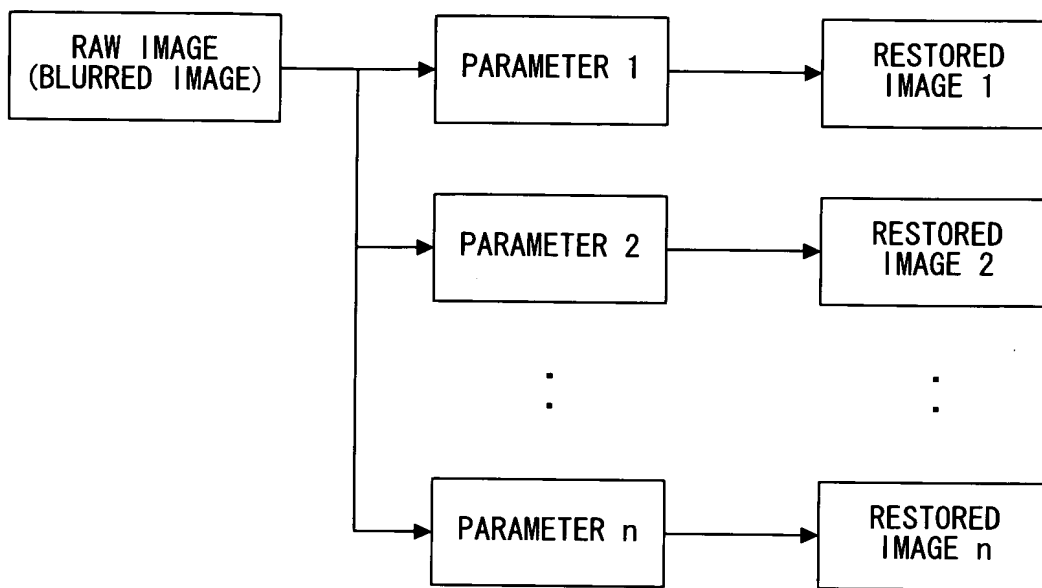 RAW IMAGE
(BLURRED IMAGE)
PARAMETER 1
RESTORED
IMAGE 1
PARAMETER 2
RESTORED
IMAGE 2
PARAMETER n
RESTORED
IMAGE n